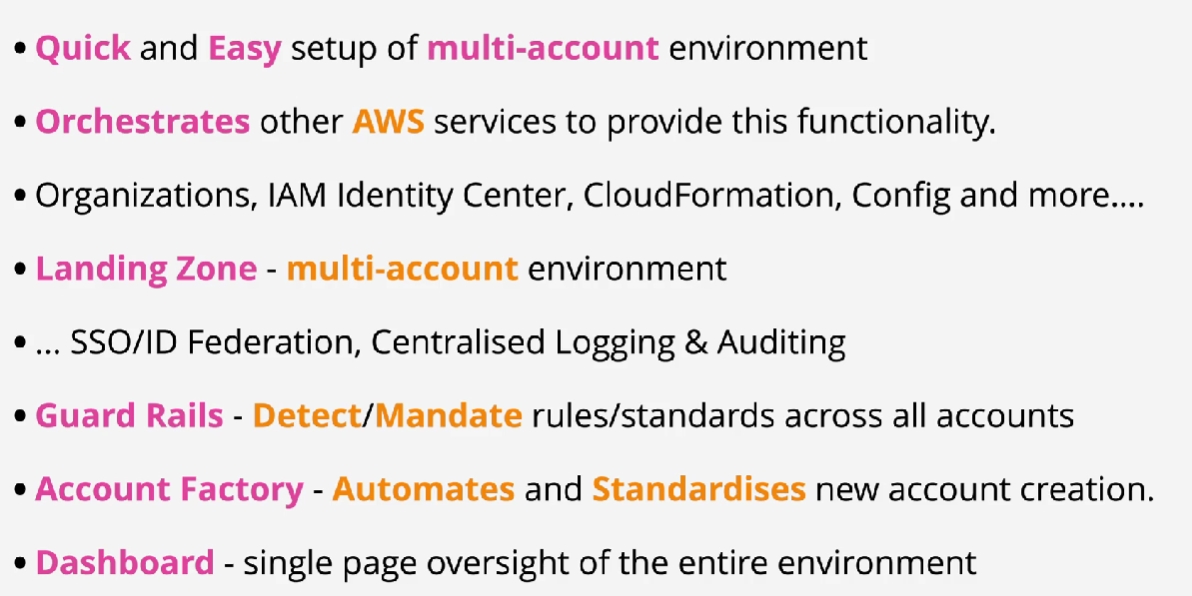 • Quick and Easy setup of multi-account environment
• Orchestrates other AWS services to provide this functionality.
• Organizations, IAM Identity Center, CloudFormation, Config and more....
• Landing Zone - multi-account environment
• ... SSO/ID Federation, Centralised Logging & Auditing
• Guard Rails - Detect/Mandate rules/standards across all accounts
• Account Factory - Automates and Standardises new account creation.
• Dashboard - single page oversight of the entire environment